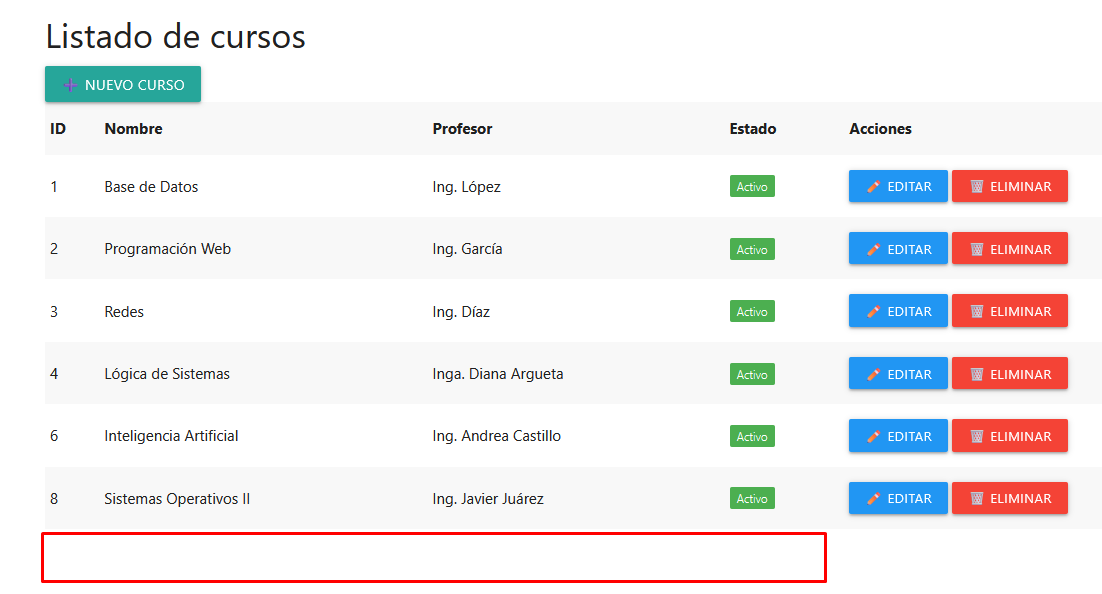 Listado de cursos
NUEVO CURSO
ID Nombre Profesor Estado Acciones
1 Base de Datos Ing. López Activo EDITAR ELIMINAR
2 Programación Web Ing. García Activo EDITAR ELIMINAR
3 Redes Ing. Díaz Activo EDITAR ELIMINAR
4 Lógica de Sistemas Inga. Diana Argueta Activo EDITAR ELIMINAR
6 Inteligencia Artificial Ing. Andrea Castillo Activo EDITAR ELIMINAR
8 Sistemas Operativos II Ing. Javier Juárez Activo EDITAR ELIMINAR